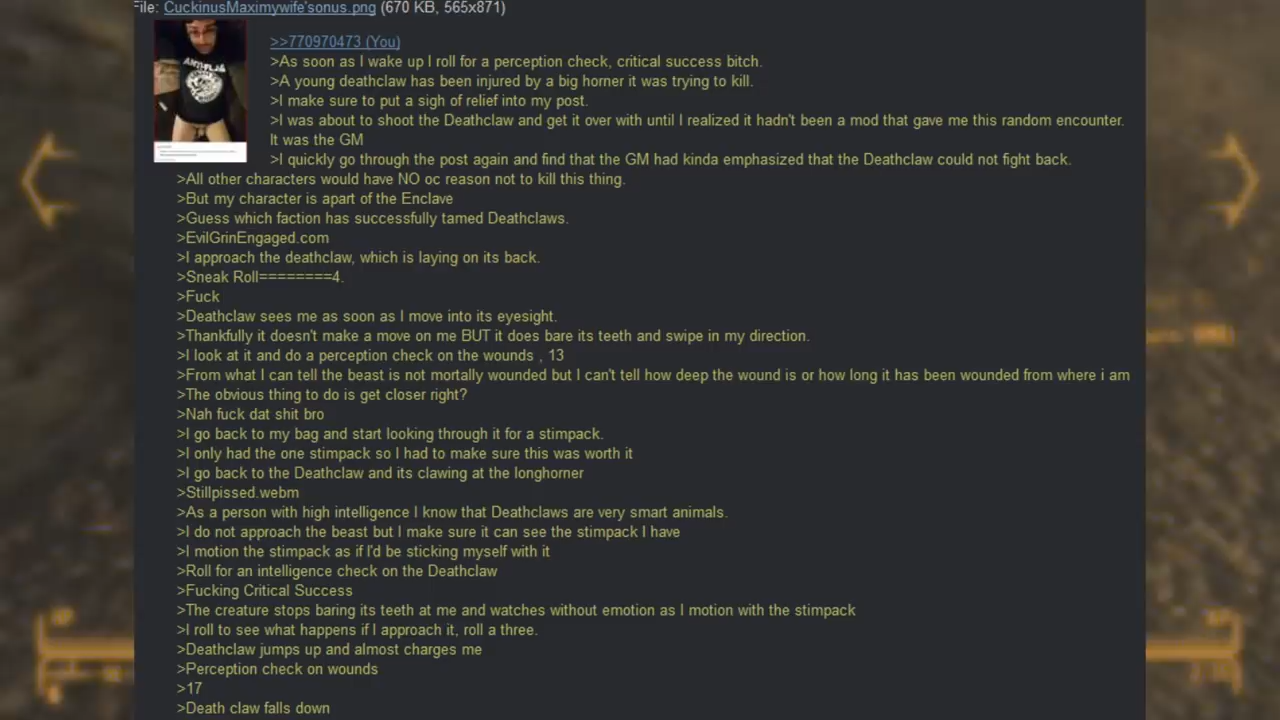 File: CuckinusMaximywife'sonus.png (670 KB, 565x871)
>>770970473 (You)
>As soon as I wake up I roll for a perception check, critical success bitch.
>A young deathclaw has been injured by a big horner it was trying to kill.
>I make sure to put a sigh of relief into my post.
>I was about to shoot the Deathclaw and get it over with until I realized it hadn't been a mod that gave me this random encounter.
It was the GM
>I quickly go through the post again and find that the GM had kinda emphasized that the Deathclaw could not fight back.
>All other characters would have NO oc reason not to kill this thing.
>But my character is apart of the Enclave
>Guess which faction has successfully tamed Deathclaws.
>EvilGrinEngaged.com
>I approach the deathclaw, which is laying on its back.
>Sneak Roll========4.
>Fuck
>Deathclaw sees me as soon as I move into its eyesight.
>Thankfully it doesn't make a move on me BUT it does bare its teeth and swipe in my direction.
>I look at it and do a perception check on the wounds , 13
>From what I can tell the beast is not mortally wounded but I can't tell how deep the wound is or how long it has been wounded from where i am
>The obvious thing to do is get closer right?
>Nah fuck dat shit bro
>I go back to my bag and start looking through it for a stimpack.
>I only had the one stimpack so I had to make sure this was worth it
>I go back to the Deathclaw and its clawing at the longhorner
>Stillpissed.webm
>As a person with high intelligence I know that Deathclaws are very smart animals.
>I do not approach the beast but I make sure it can see the stimpack I have
>I motion the stimpack as if I'd be sticking myself with it
>Roll for an intelligence check on the Deathclaw
>Fucking Critical Success
>The creature stops baring its teeth at me and watches without emotion as I motion with the stimpack
>I roll to see what happens if I approach it, roll a three.
>Deathclaw jumps up and almost charges me
>Perception check on wounds
>17
>Death claw falls down